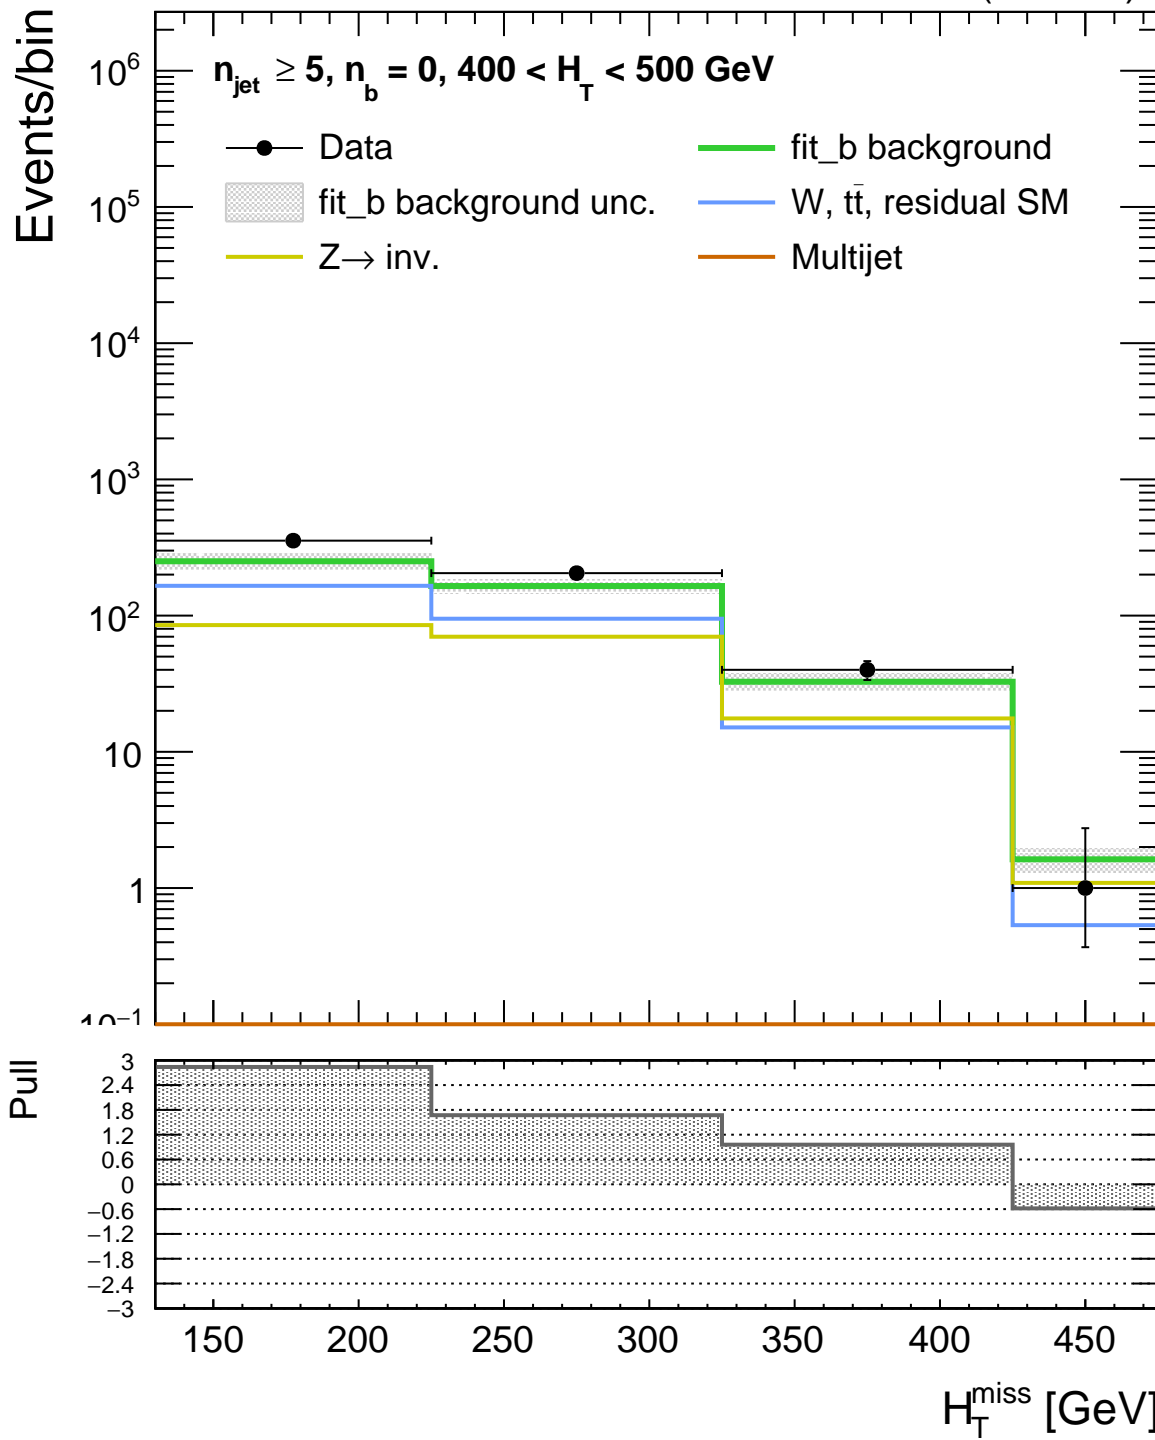 n_jet ≥ 5, n_b = 0, 400 < H_T < 500 GeV
Data
fit_b background
fit_b background unc.
W, tt̄, residual SM
Z→ inv.
Multijet
Events/bin
10^6
10^5
10^4
10^3
10^2
10
1
10^−1
Pull
3
2.4
1.8
1.2
0.6
0
−0.6
−1.2
−1.8
−2.4
−3
150 200 250 300 350 400 450
H_T^miss [GeV]